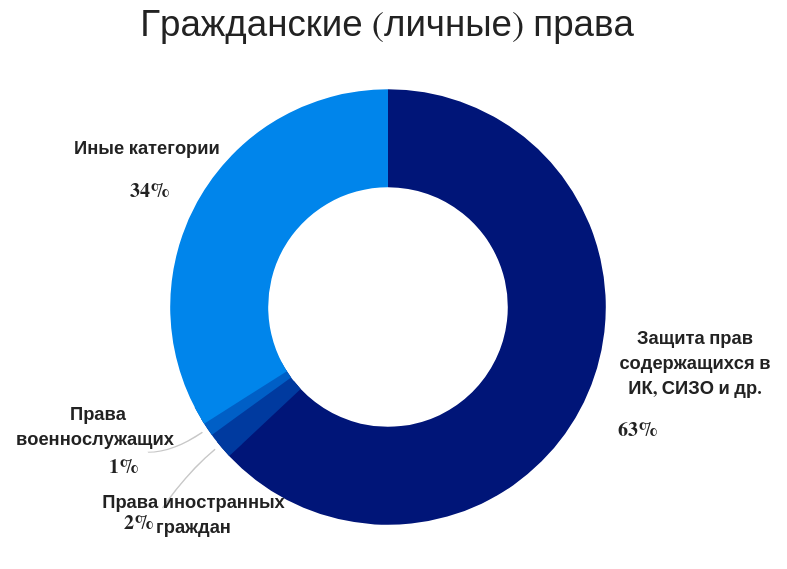 Гражданские (личные) права
Иные категории
34%
Защита прав
содержащихся в
ИК, СИЗО и др.
63%
Права
военнослужащих
1%
Права иностранных
2% граждан